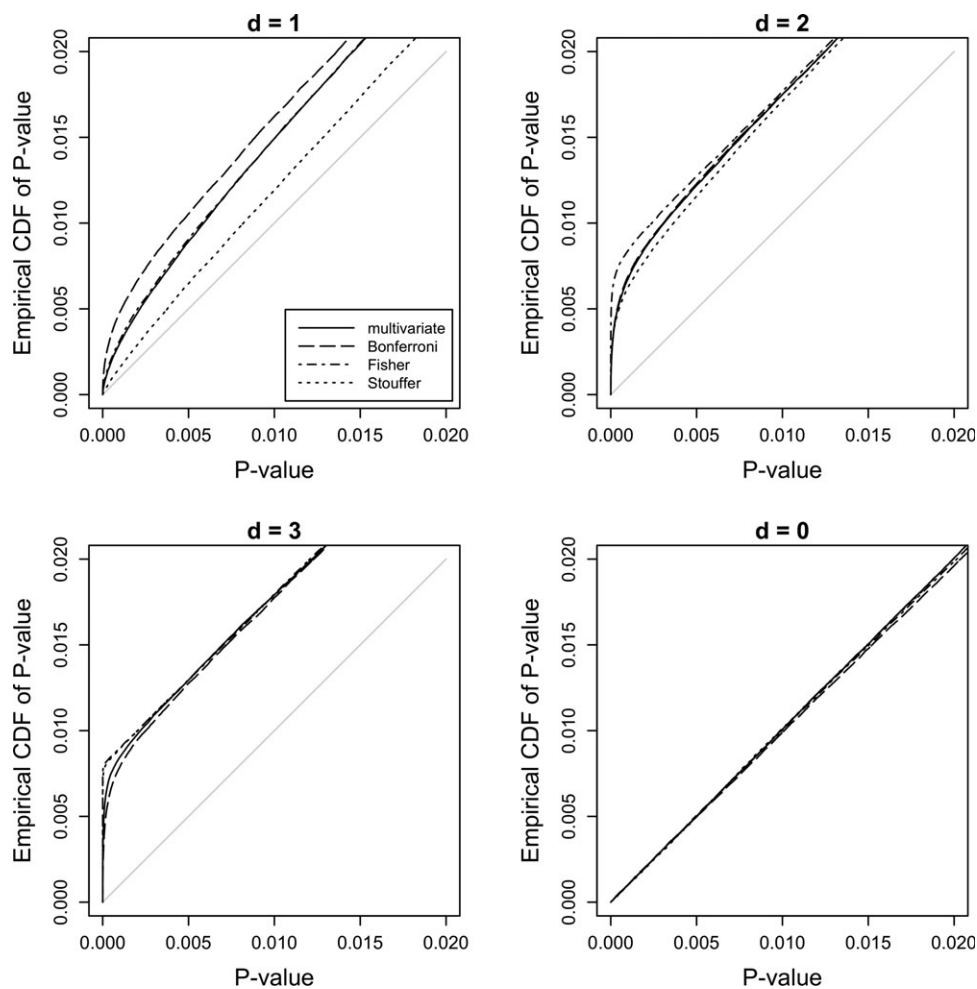 d = 1
Empirical CDF of P-value
0.020
0.015
0.010
0.005
0.000
multivariate
Bonferroni
Fisher
Stouffer
0.000 0.005 0.010 0.015 0.020
P-value
d = 2
Empirical CDF of P-value
0.020
0.015
0.010
0.005
0.000
0.000 0.005 0.010 0.015 0.020
P-value
d = 3
Empirical CDF of P-value
0.020
0.015
0.010
0.005
0.000
0.000 0.005 0.010 0.015 0.020
P-value
d = 0
Empirical CDF of P-value
0.020
0.015
0.010
0.005
0.000
0.000 0.005 0.010 0.015 0.020
P-value